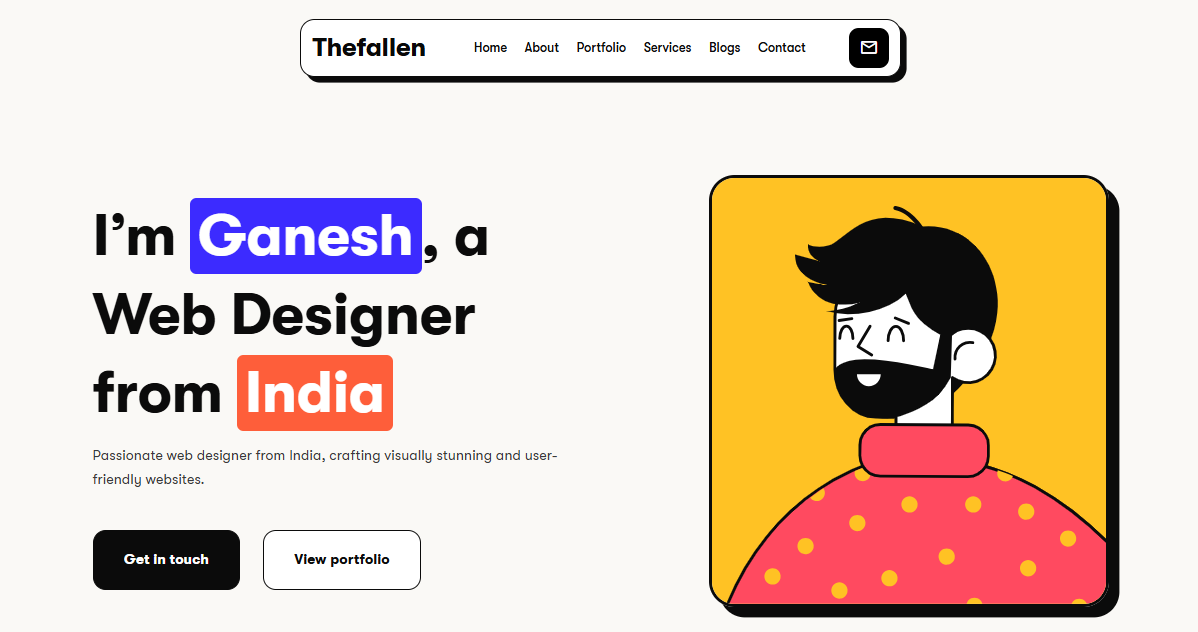 Thefallen Home About Portfolio Services Blogs Contact
I’m Ganesh, a
Web Designer
from India
Passionate web designer from India, crafting visually stunning and user-
friendly websites.
Get in touch View portfolio